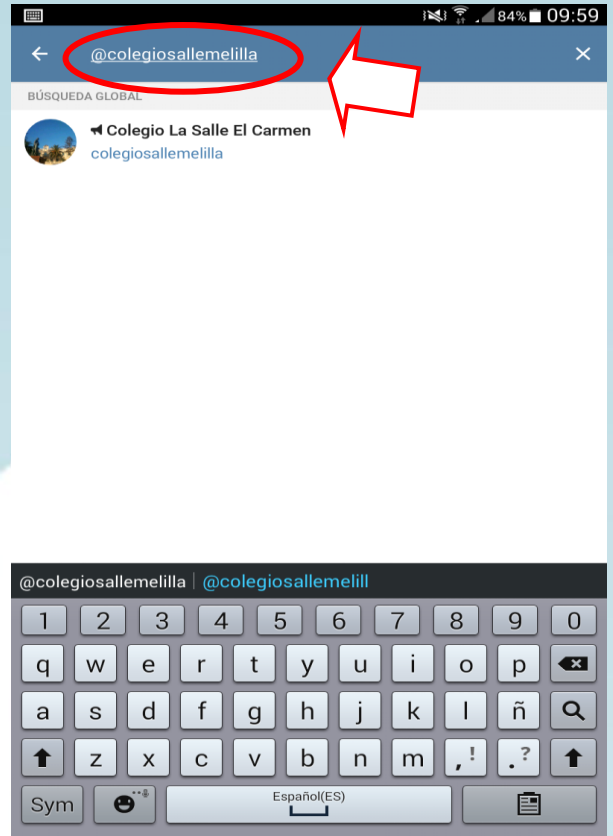 84% 09:59
@colegiosallemelilla
BÚSQUEDA GLOBAL
Colegio La Salle El Carmen
colegiosallemelilla
@colegiosallemelilla @colegiosallemelill
1 2 3 4 5 6 7 8 9 0
q w e r t y u i o p
a s d f g h j k l ñ
z x c v b n m , ! . ?
Sym Español(ES)